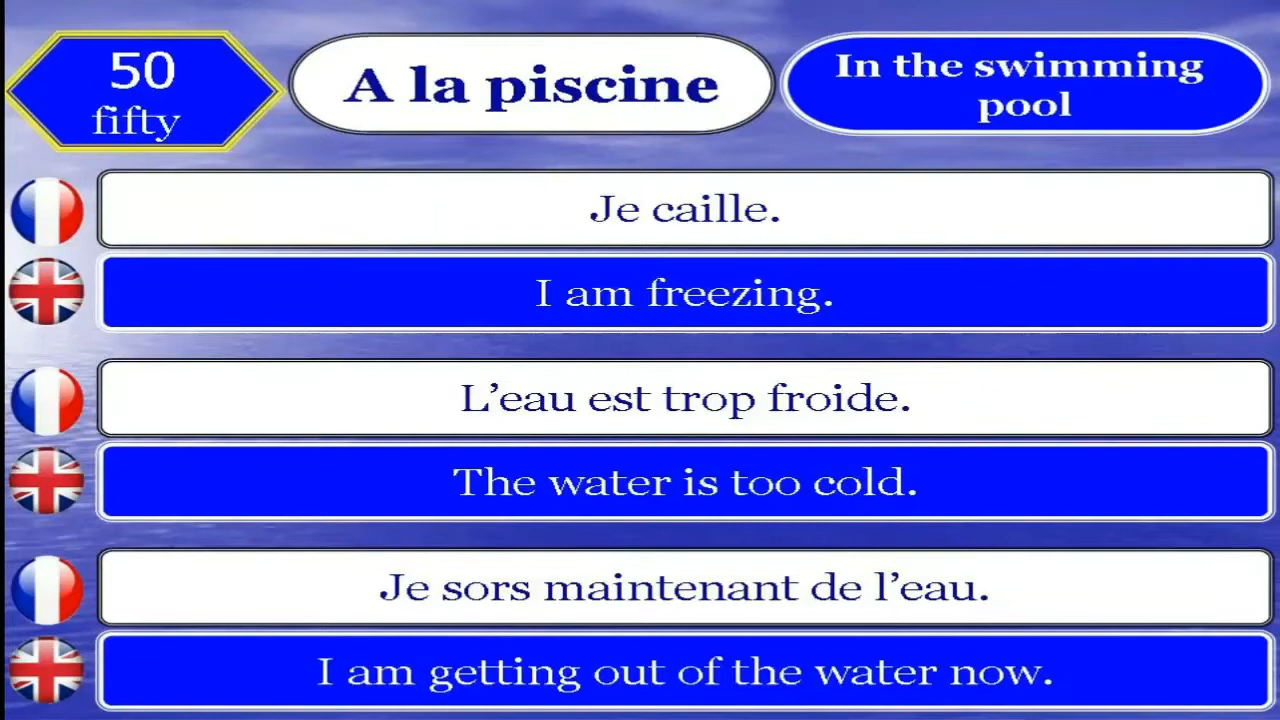 50
fifty
A la piscine
In the swimming
pool
Je caille.
I am freezing.
L’eau est trop froide.
The water is too cold.
Je sors maintenant de l’eau.
I am getting out of the water now.